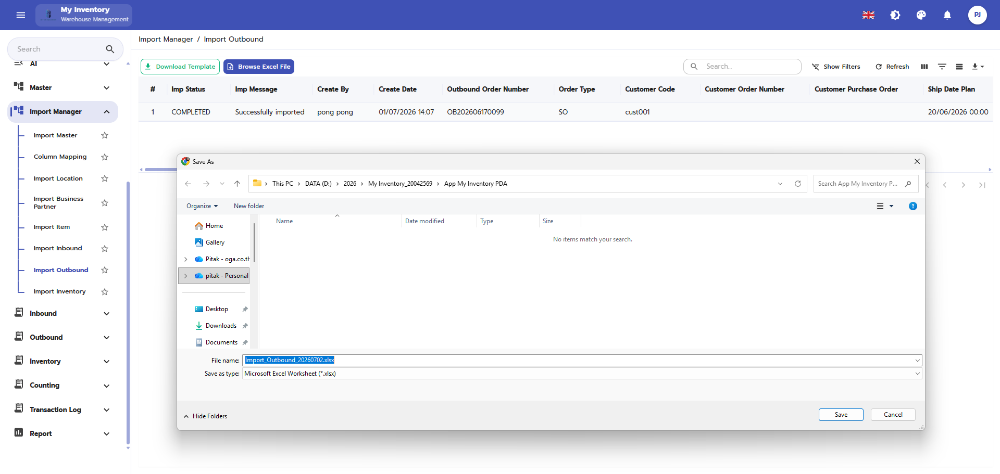 My Inventory
Warehouse Management
PJ
Search
AI
Master
Import Manager
Import Master
Column Mapping
Import Location
Import Business
Partner
Import Item
Import Inbound
Import Outbound
Import Inventory
Inbound
Outbound
Inventory
Counting
Transaction Log
Report
Import Manager / Import Outbound
Download Template
Browse Excel File
Search...
Show Filters
Refresh
# Imp Status Imp Message Create By Create Date Outbound Order Number Order Type Customer Code Customer Order Number Customer Purchase Order Ship Date Plan
1 COMPLETED Successfully imported pong pong 01/07/2026 14:07 OB202606170099 SO cust001 20/06/2026 00:00
Save As
This PC > DATA (D:) > 2026 > My Inventory_20042569 > App My Inventory PDA
Search App My Inventory P...
Organize
New folder
?
Home
Gallery
Pitak - oga.co.th
pitak - Personal
Desktop
Downloads
Documents
Name Date modified Type Size
No items match your search.
File name: Import_Outbound_20260702.xlsx
Save as type: Microsoft Excel Worksheet (*.xlsx)
Hide Folders
Save
Cancel